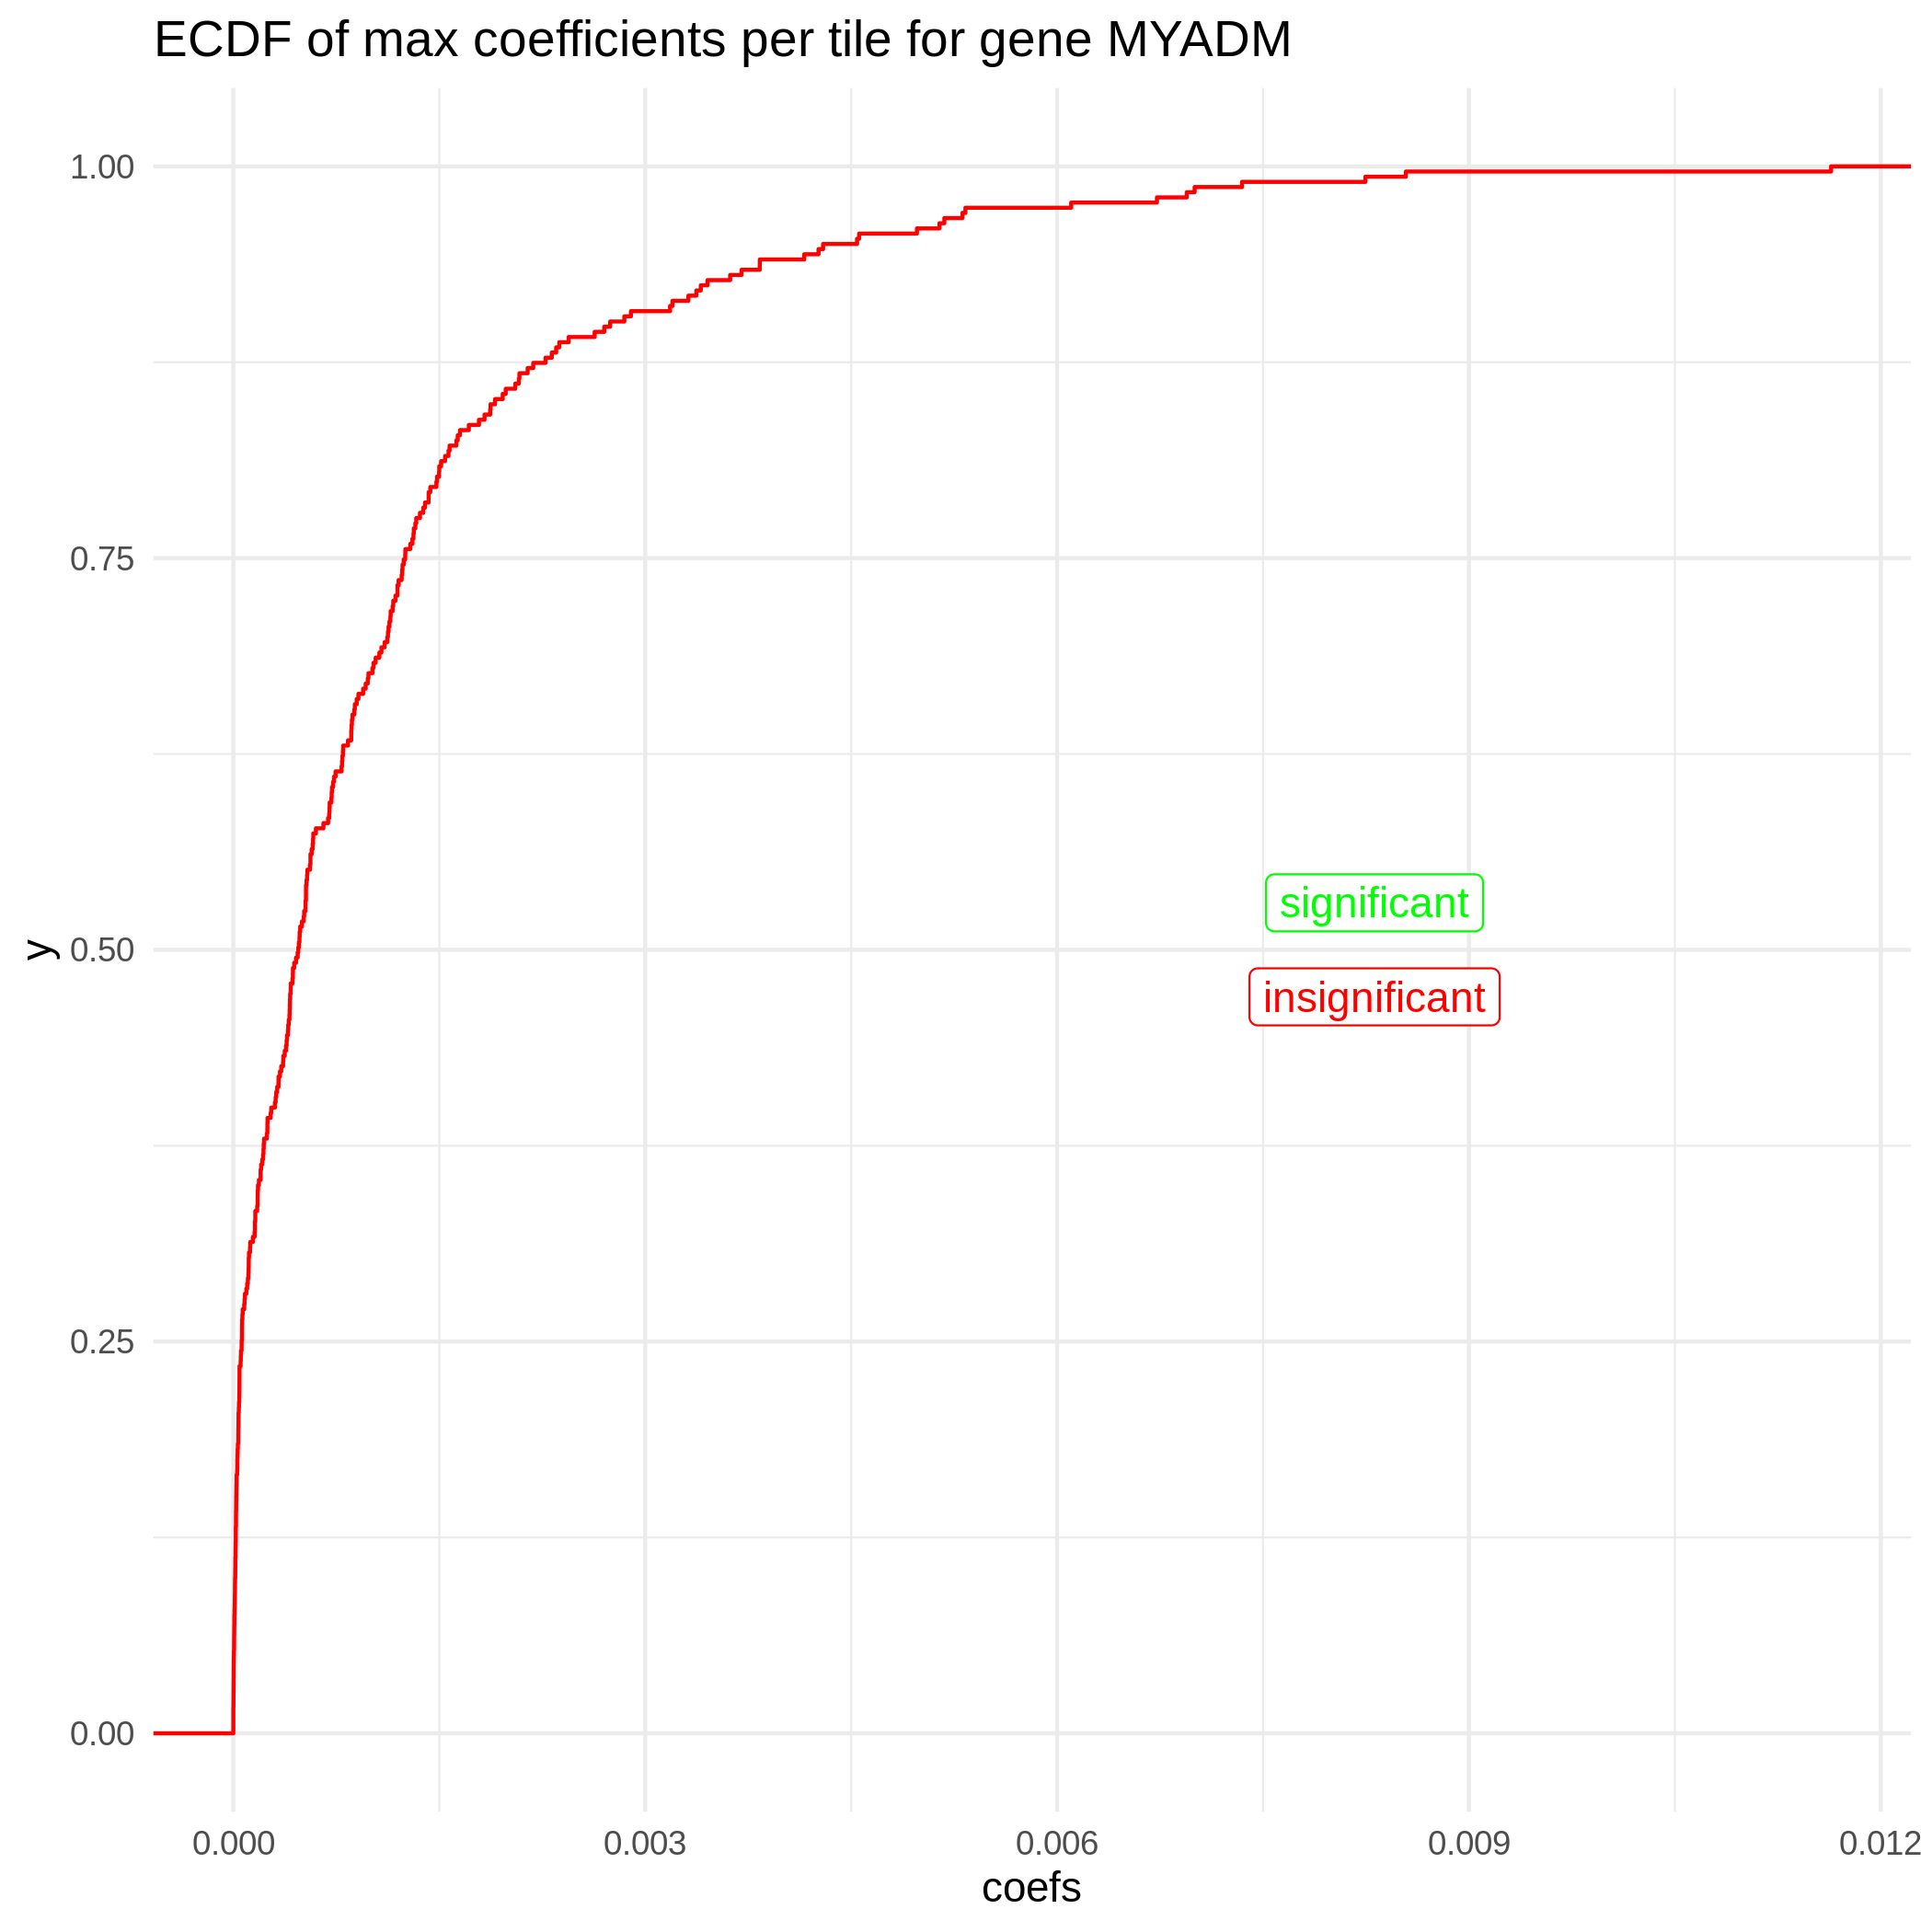 ECDF of max coefficients per tile for gene MYADM
1.00
0.75
0.50
0.25
0.00
y
significant
insignificant
0.000
0.003
0.006
0.009
0.012
coefs